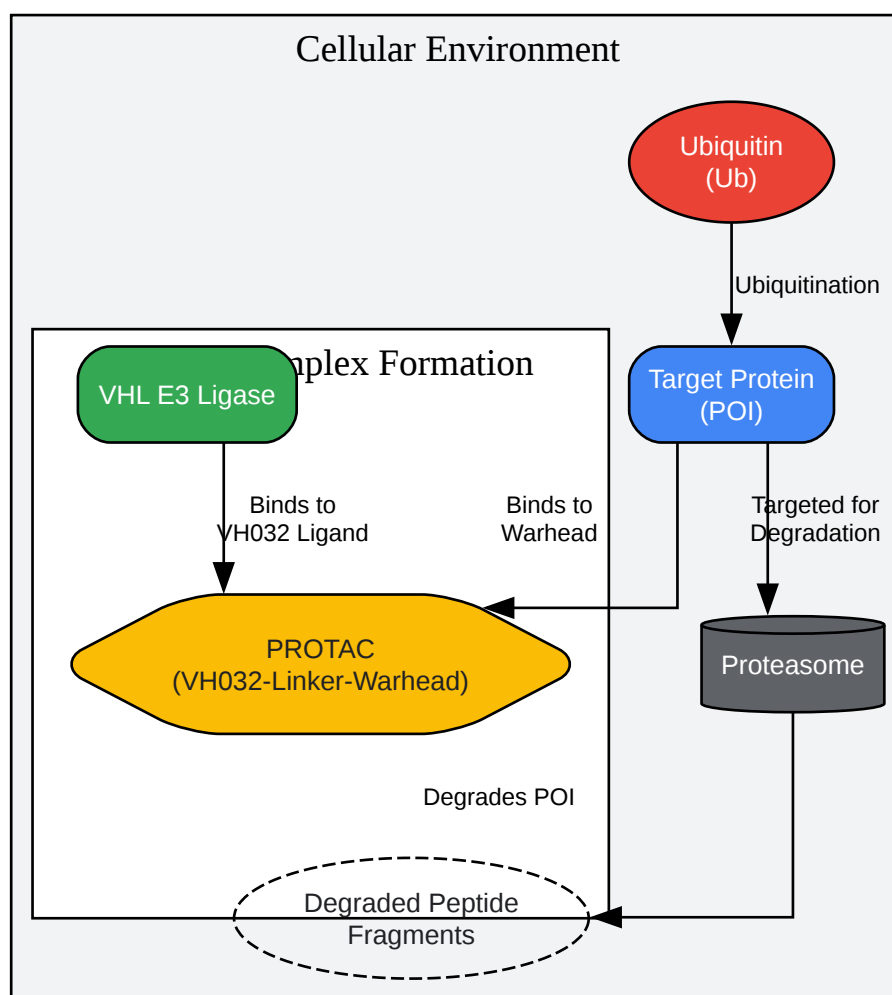 Cellular Environment
Ubiquitin
(Ub)
Ubiquitination
Formation
VHL E3 Ligase
Target Protein
(POI)
Binds to
VH032 Ligand
Binds to
Warhead
Targeted for
Degradation
PROTAC
(VH032-Linker-Warhead)
Proteasome
Degrades POI
Degraded Peptide
Fragments